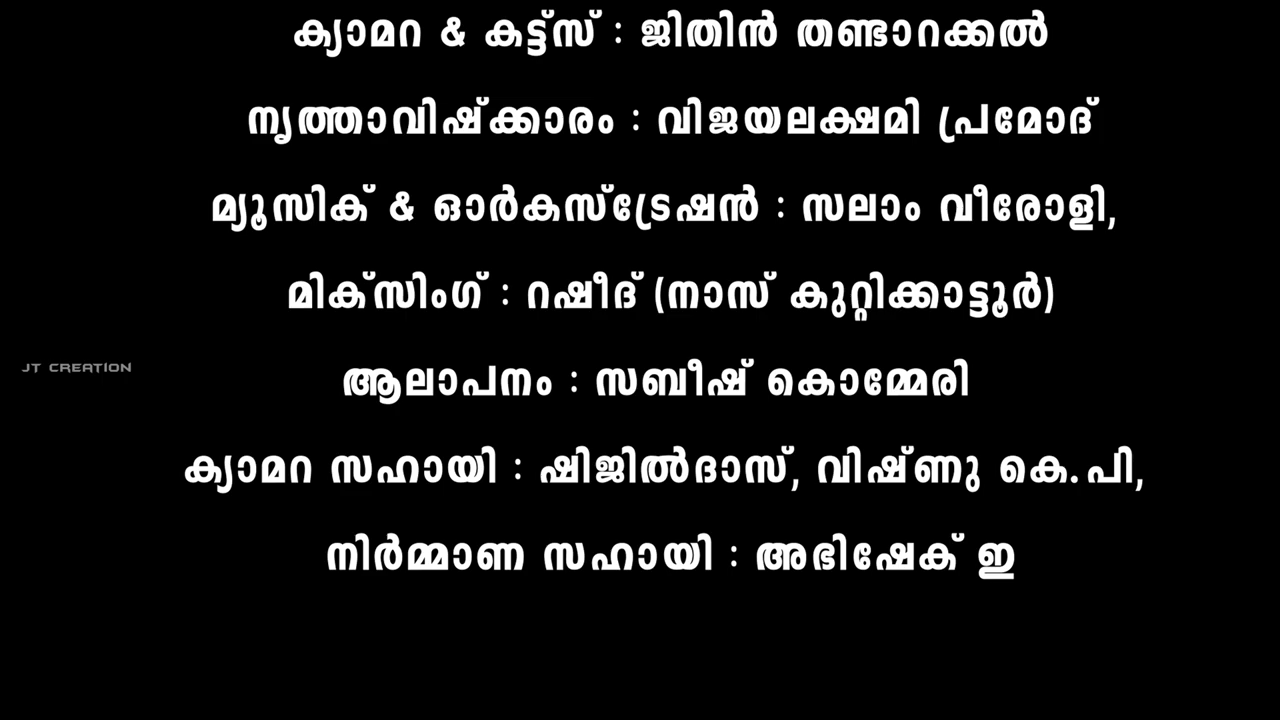 ക്യാമറ & കട്ട്സ് : ജിതിൻ തണ്ടാറക്കൽ
നൃത്താവിഷ്ക്കാരം : വിജയലക്ഷമി പ്രമോദ്
മ്യൂസിക് & ഓർകസ്ട്രേഷൻ : സലാം വീരോളി,
മിക്സിംഗ് : റഷീദ് (നാസ് കുറ്റിക്കാട്ടൂർ)
JT CREATION
ആലാപനം : സബീഷ് കൊമ്മേരി
ക്യാമറ സഹായി : ഷിജിൽദാസ്, വിഷ്ണു കെ.പി,
നിർമ്മാണ സഹായി : അഭിഷേക് ഇ